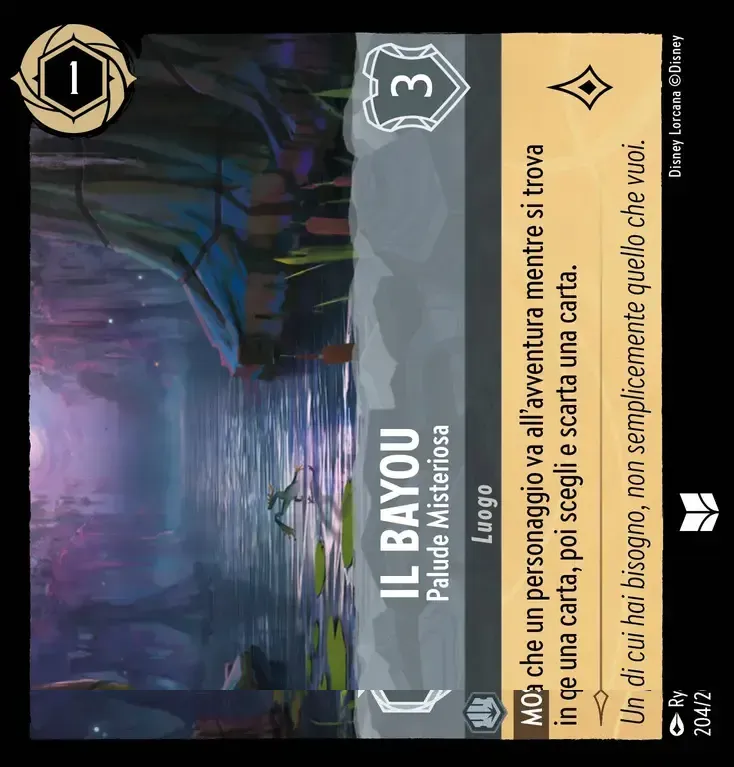 1
3
IL BAYOU
Palude Misteriosa
Luogo
MO
che un personaggio va all'avventura mentre si trova
in qe una carta, poi scegli e scarta una carta.
Un di cui hai bisogno, non semplicemente quello che vuoi.
Ry
204/2
Disney Lorcana ©Disney